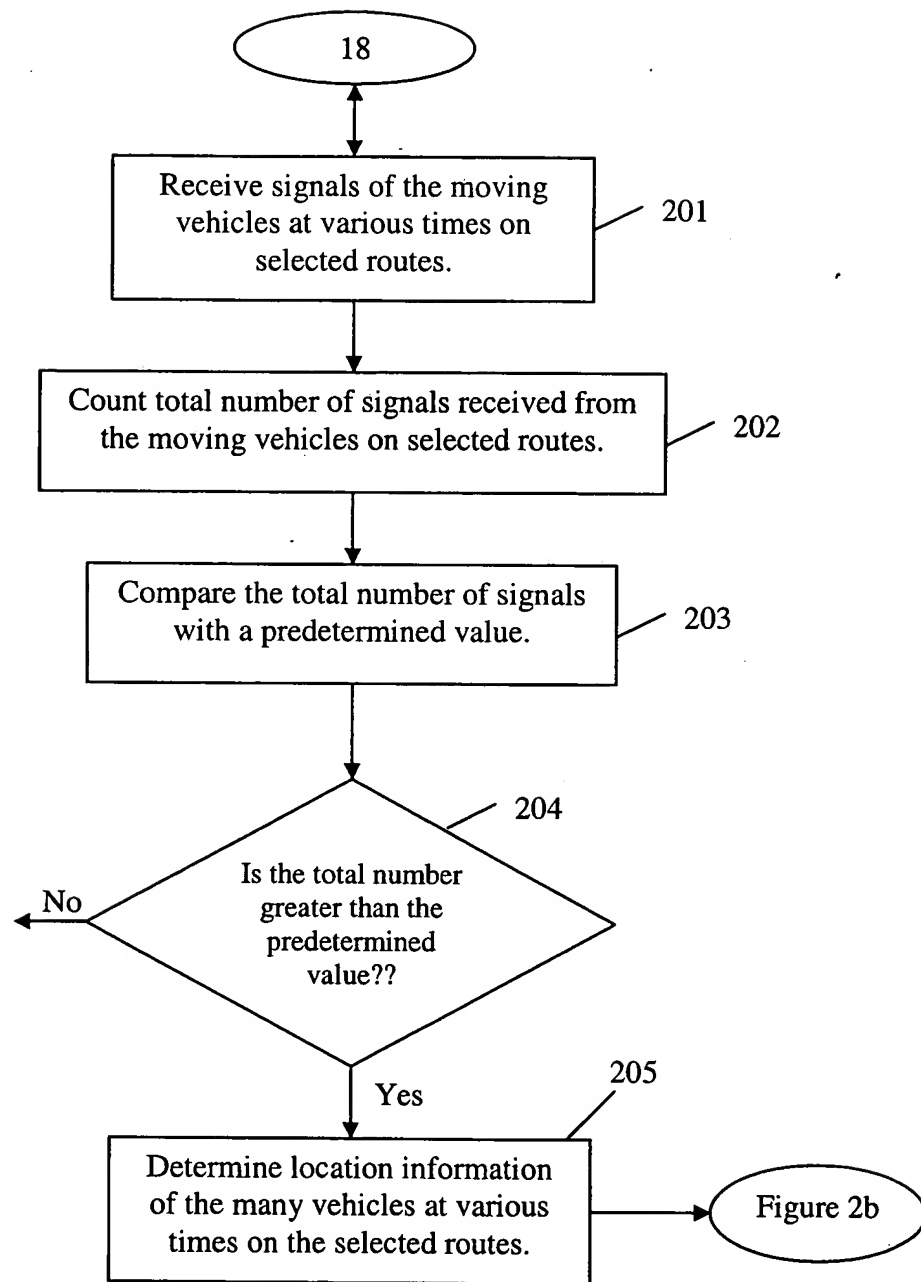 18
Receive signals of the moving
vehicles at various times on
selected routes.
201
Count total number of signals received from
the moving vehicles on selected routes.
202
Compare the total number of signals
with a predetermined value.
203
204
Is the total number
greater than the
predetermined
value??
No
Yes
205
Determine location information
of the many vehicles at various
times on the selected routes.
Figure 2b